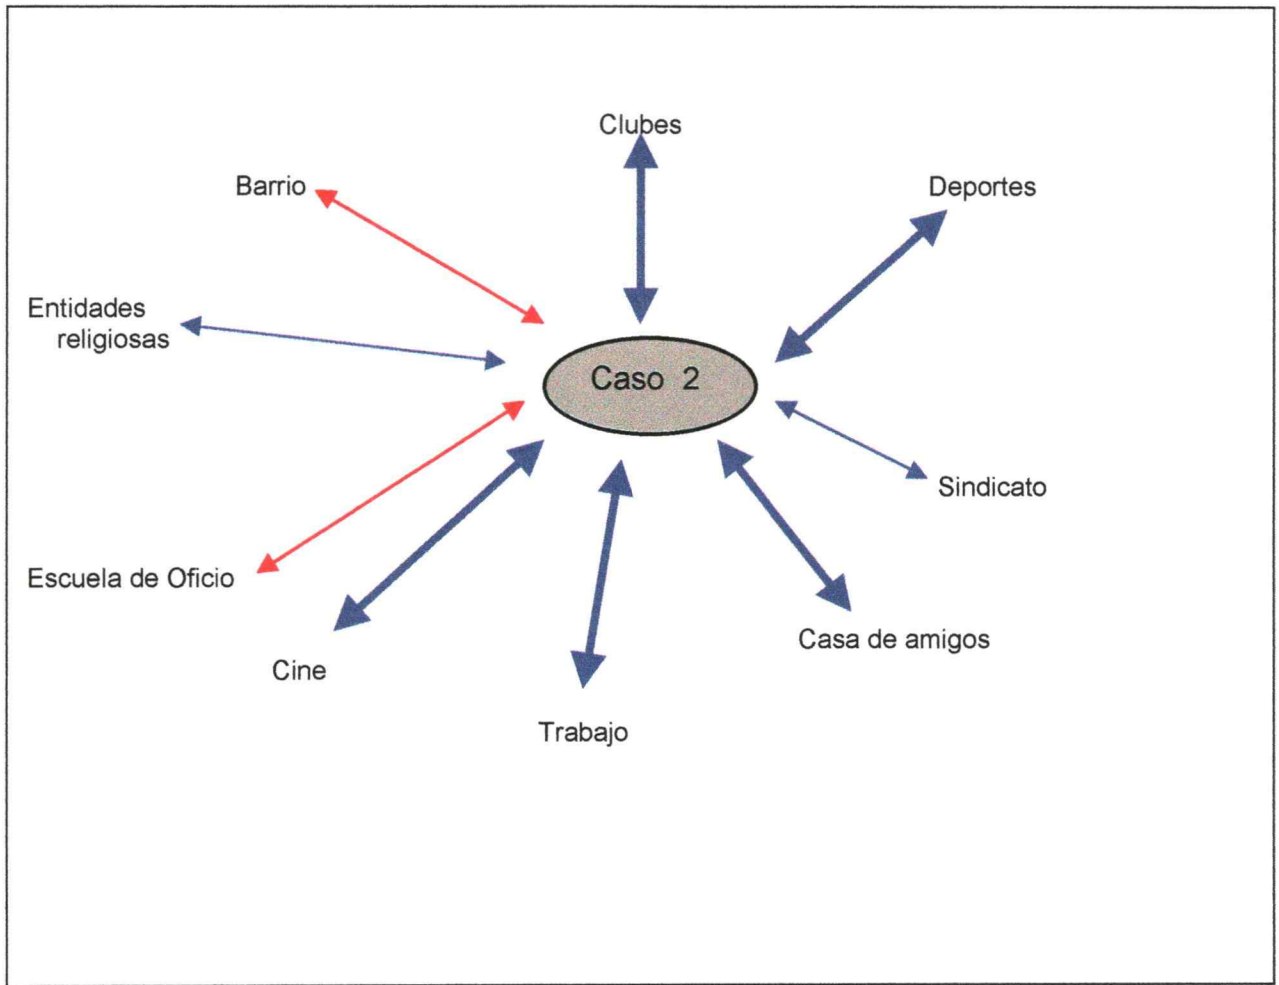 Clubes
Barrio
Deportes
Entidades
religiosas
Caso 2
Sindicato
Escuela de Oficio
Casa de amigos
Cine
Trabajo